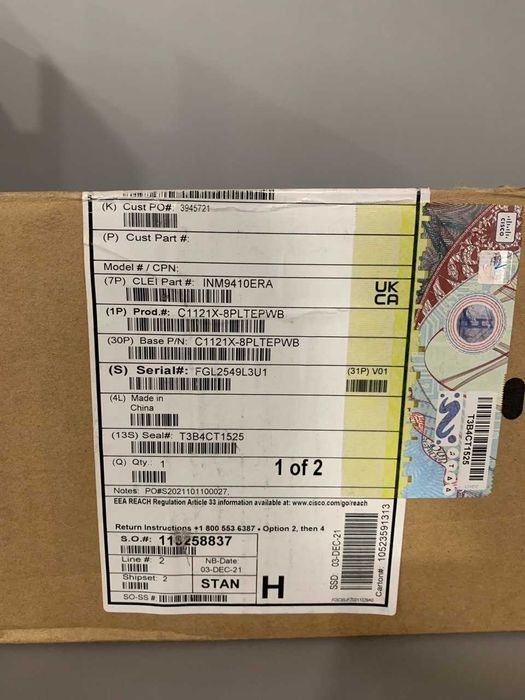 (K) Cust PO#: 3945721
(P) Cust Part #:
Model # / CPN:
(7P) CLEI Part #: INM9410ERA
UK
CA
(1P) Prod.#: C1121X-8PLTEPWB
(30P) Base P/N: C1121X-8PLTEPWB
(S) Serial#: FGL2549L3U1
(31P) V01
(4L) Made in
China
(13S) Seal#: T3B4CT1525
(Q) Qty.: 1
1 of 2
Notes: PO#S2021101100027,
EEA REACH Regulation Article 33 information available at: www.cisco.com/go/reach
Return Instructions +1 800 553 6387 • Option 2, then 4
S.O.#: 118258837
Line #: 2
NB-Date:
03-DEC-21
Shipset: 2
STAN
H
SO-SS #:
SSD: 03-DEC-21
Carton#: 10523591313
CISCO
T3B4CT1525